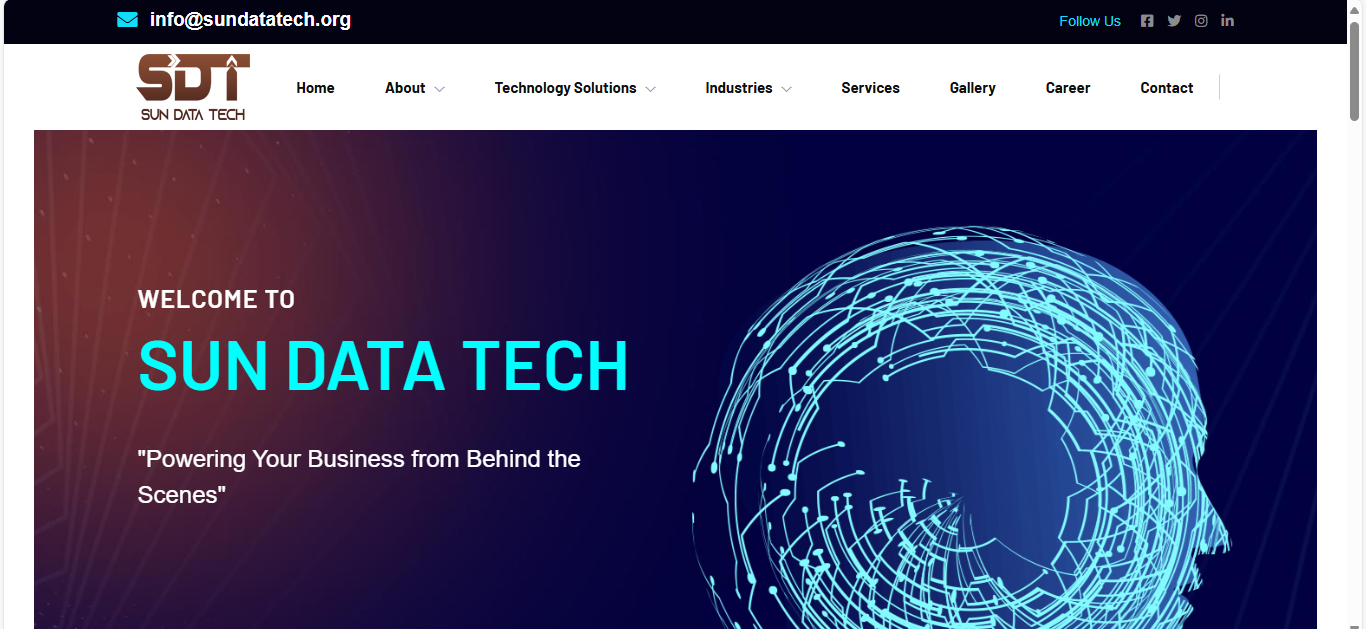 info@sundatatech.org
Follow Us
SDT
SUN DATA TECH
Home About Technology Solutions Industries Services Gallery Career Contact
WELCOME TO
SUN DATA TECH
"Powering Your Business from Behind the
Scenes"